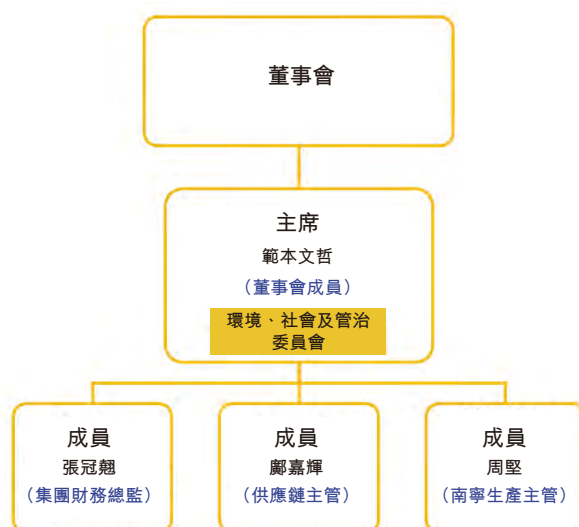 董事會
主席
範本文哲
（董事會成員）
環境、社會及管治
委員會
成員
張冠翹
（集團財務總監）
成員
鄺嘉輝
（供應鏈主管）
成員
周堅
（南寧生產主管）